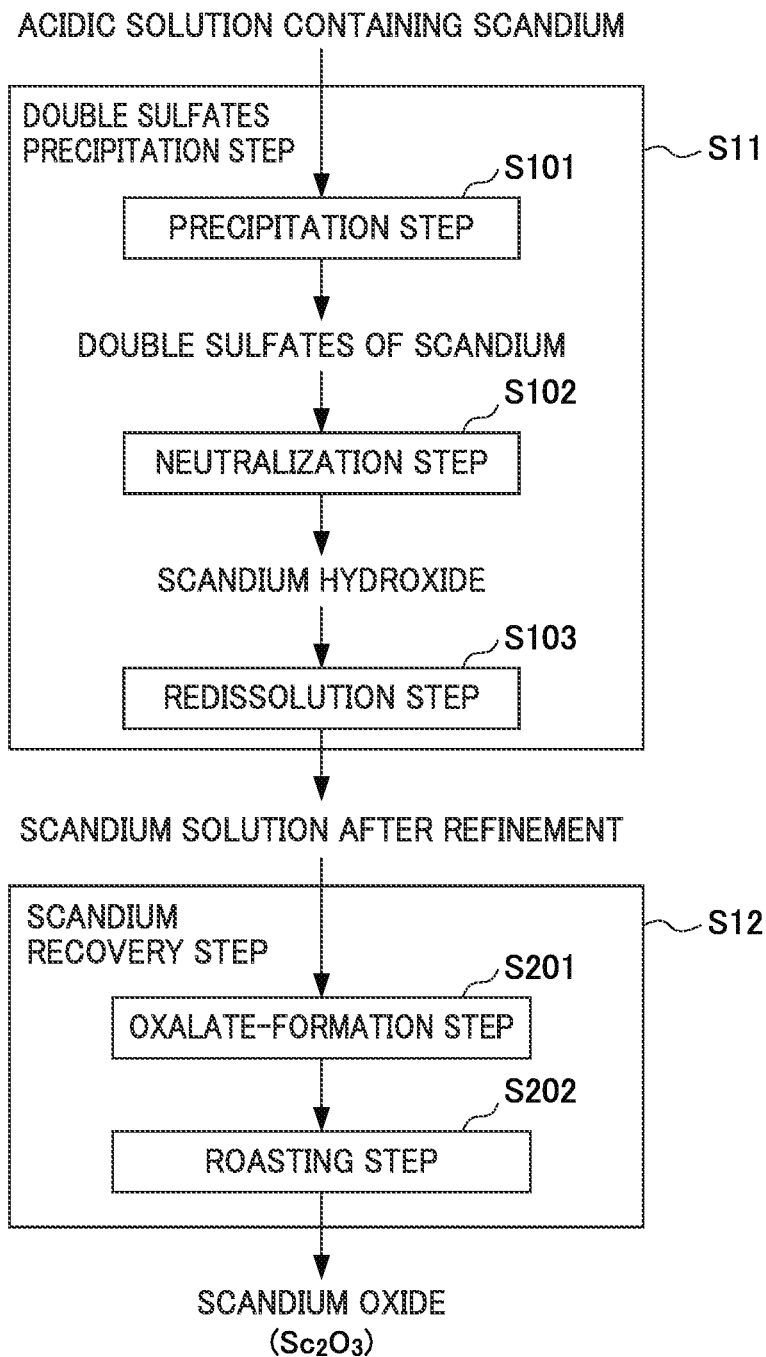 ACIDIC SOLUTION CONTAINING SCANDIUM
DOUBLE SULFATES
PRECIPITATION STEP
S11
S101
PRECIPITATION STEP
DOUBLE SULFATES OF SCANDIUM
S102
NEUTRALIZATION STEP
SCANDIUM HYDROXIDE
S103
REDISSOLUTION STEP
SCANDIUM SOLUTION AFTER REFINEMENT
SCANDIUM
RECOVERY STEP
S12
S201
OXALATE-FORMATION STEP
S202
ROASTING STEP
SCANDIUM OXIDE
(Sc₂O₃)